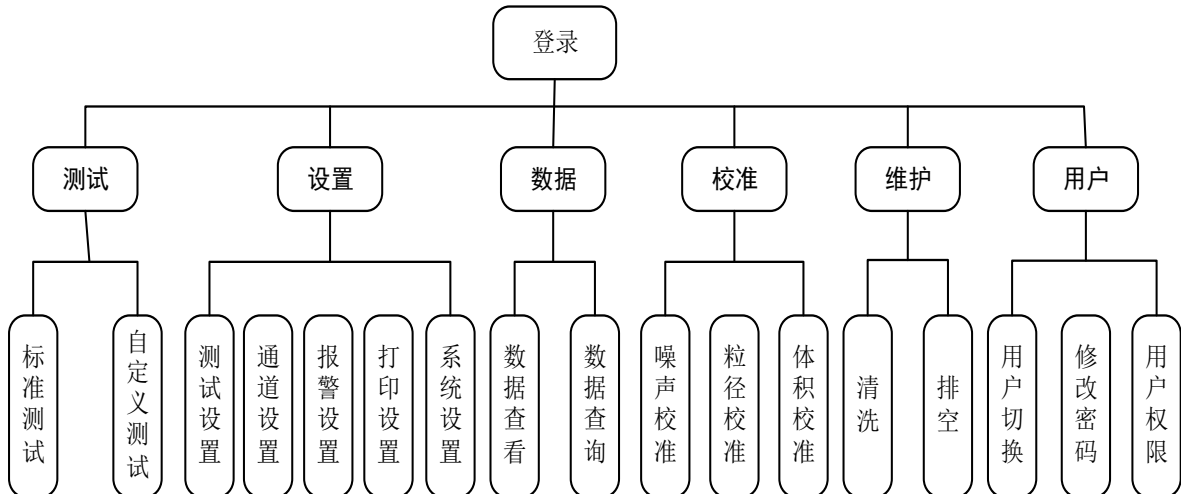 登录
测试
设置
数据
校准
维护
用户
标准测试
自定义测试
测试设置
通道设置
报警设置
打印设置
系统设置
数据查看
数据查询
噪声校准
粒径校准
体积校准
清洗
排空
用户切换
修改密码
用户权限